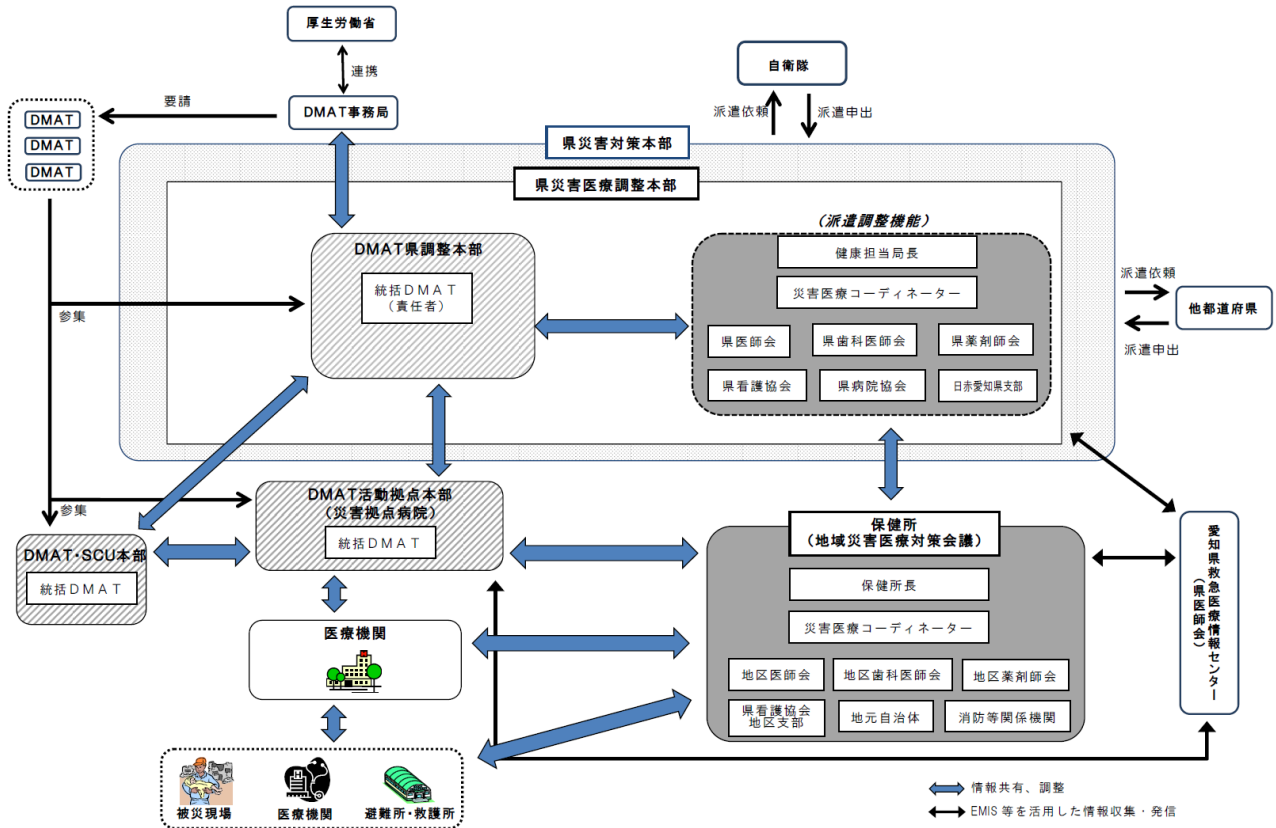 厚生労働省
連携
DMAT事務局
要請
DMAT
DMAT
DMAT
自衛隊
派遣依頼
派遣申出
県災害対策本部
県災害医療調整本部
(派遣調整機能)
DMAT県調整本部
統括DMAT
(責任者)
健康担当局長
災害医療コーディネーター
県医師会
県歯科医師会
県薬剤師会
県看護協会
県病院協会
日赤愛知県支部
派遣依頼
他都道府県
派遣申出
参集
参集
DMAT活動拠点本部
(災害拠点病院)
統括DMAT
DMAT・SCU本部
統括DMAT
保健所
(地域災害医療対策会議)
保健所長
災害医療コーディネーター
地区医師会
地区歯科医師会
地区薬剤師会
県看護協会
地区支部
地元自治体
消防等関係機関
愛知県救急医療情報センター
(県医師会)
医療機関
H
被災現場
医療機関
避難所・救護所
情報共有、調整
EMIS等を活用した情報収集・発信